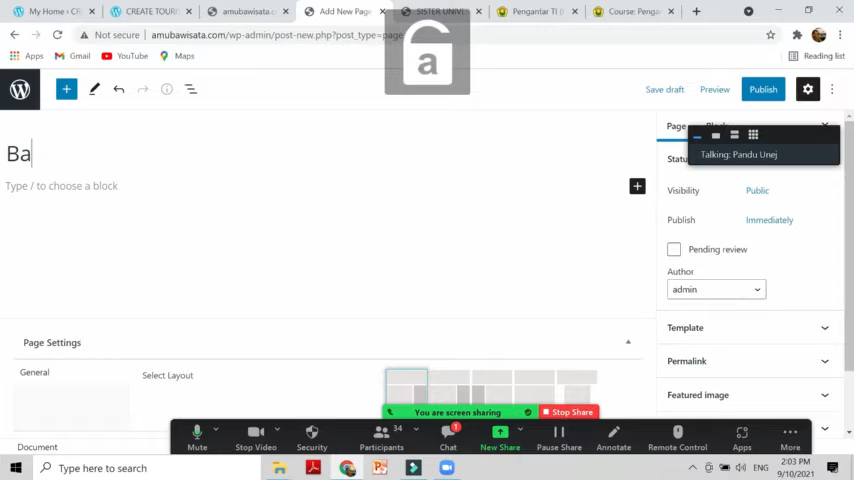 My Home ‹ CR
CREATE TOURI
amubawisata.c
Add New Page
SISTER UNIVE
Pengantar TI (I
Course: Pengan
Not secure
amubawisata.com/wp-admin/post-new.php?post_type=page
Apps
Gmail
YouTube
Maps
Reading list
a
Save draft
Preview
Publish
Page
Talking: Pandu Unej
Ba
Type / to choose a block
Visibility
Public
Publish
Immediately
Pending review
Author
admin
Template
Permalink
Featured image
Page Settings
General
Select Layout
You are screen sharing
Stop Share
Mute
Stop Video
Security
Participants
34
Chat
1
New Share
Pause Share
Annotate
Remote Control
Apps
More
Document
Type here to search
ENG
2:03 PM
9/10/2021